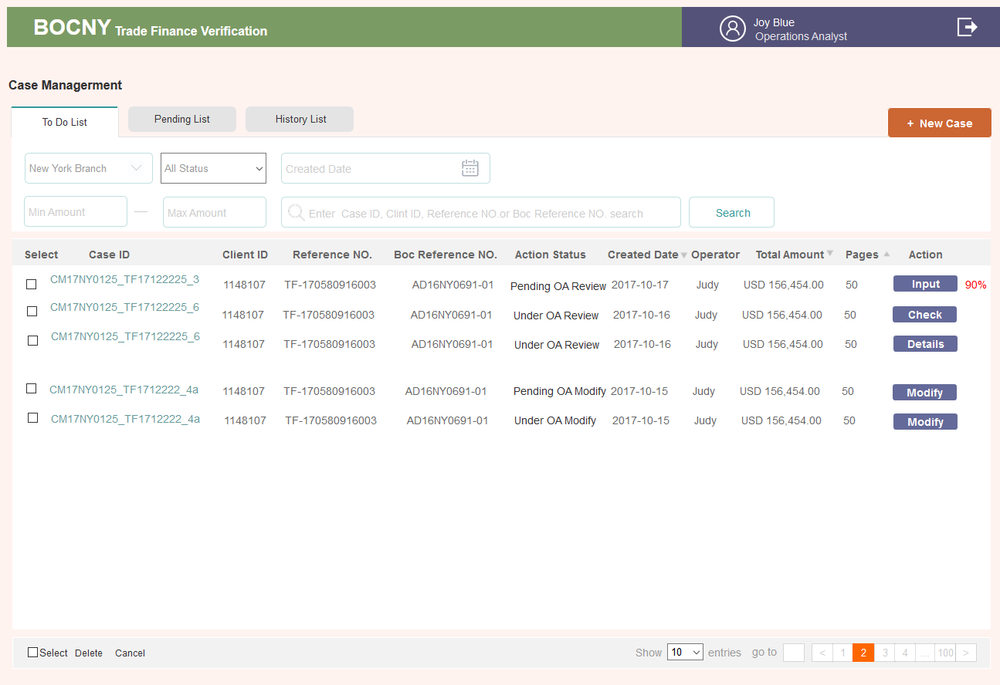 BOCNY Trade Finance Verification
Joy Blue
Operations Analyst
Case Managerment
To Do List
Pending List
History List
+ New Case
New York Branch
All Status
Created Date
Min Amount
—
Max Amount
Enter Case ID, Clint ID, Reference NO.or Boc Reference NO. search
Search
Select Case ID Client ID Reference NO. Boc Reference NO. Action Status Created Date Operator Total Amount Pages Action
CM17NY0125_TF17122225_3 1148107 TF-170580916003 AD16NY0691-01 Pending OA Review 2017-10-17 Judy USD 156,454.00 50 Input 90%
CM17NY0125_TF17122225_6 1148107 TF-170580916003 AD16NY0691-01 Under OA Review 2017-10-16 Judy USD 156,454.00 50 Check
CM17NY0125_TF17122225_6 1148107 TF-170580916003 AD16NY0691-01 Under OA Review 2017-10-16 Judy USD 156,454.00 50 Details
CM17NY0125_TF1712222_4a 1148107 TF-170580916003 AD16NY0691-01 Pending OA Modify 2017-10-15 Judy USD 156,454.00 50 Modify
CM17NY0125_TF1712222_4a 1148107 TF-170580916003 AD16NY0691-01 Under OA Modify 2017-10-15 Judy USD 156,454.00 50 Modify
Select Delete Cancel Show 10 entries go to < 1 2 3 4 ... 100 >